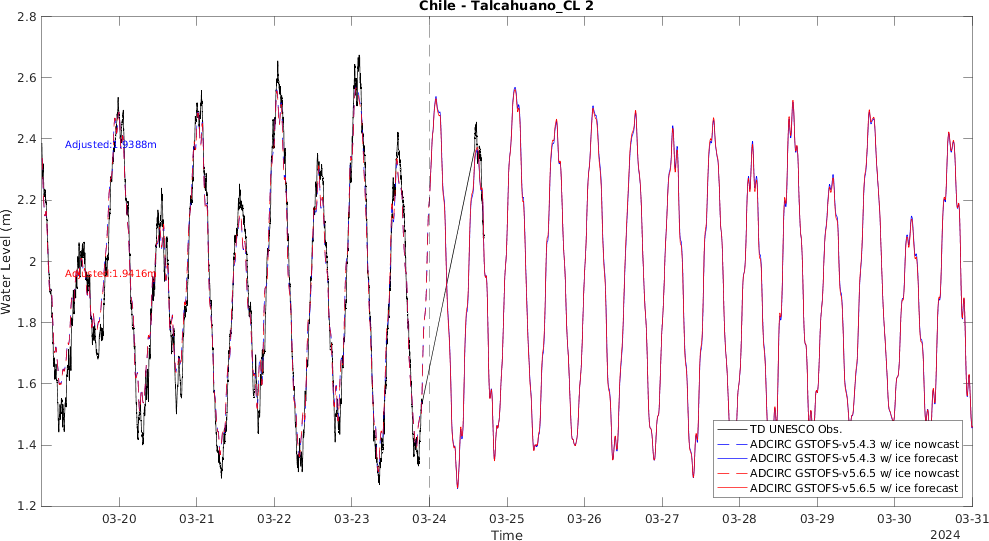 Chile - Talcahuano_CL 2
2.8
2.6
2.4
2.2
2
1.8
1.6
1.4
1.2
Water Level (m)
Adjusted:1.9388m
Adjusted:1.9416m
TD UNESCO Obs.
ADCIRC GSTOFS-v5.4.3 w/ ice nowcast
ADCIRC GSTOFS-v5.4.3 w/ ice forecast
ADCIRC GSTOFS-v5.6.5 w/ ice nowcast
ADCIRC GSTOFS-v5.6.5 w/ ice forecast
03-20 03-21 03-22 03-23 03-24 03-25 03-26 03-27 03-28 03-29 03-30 03-31
Time
2024